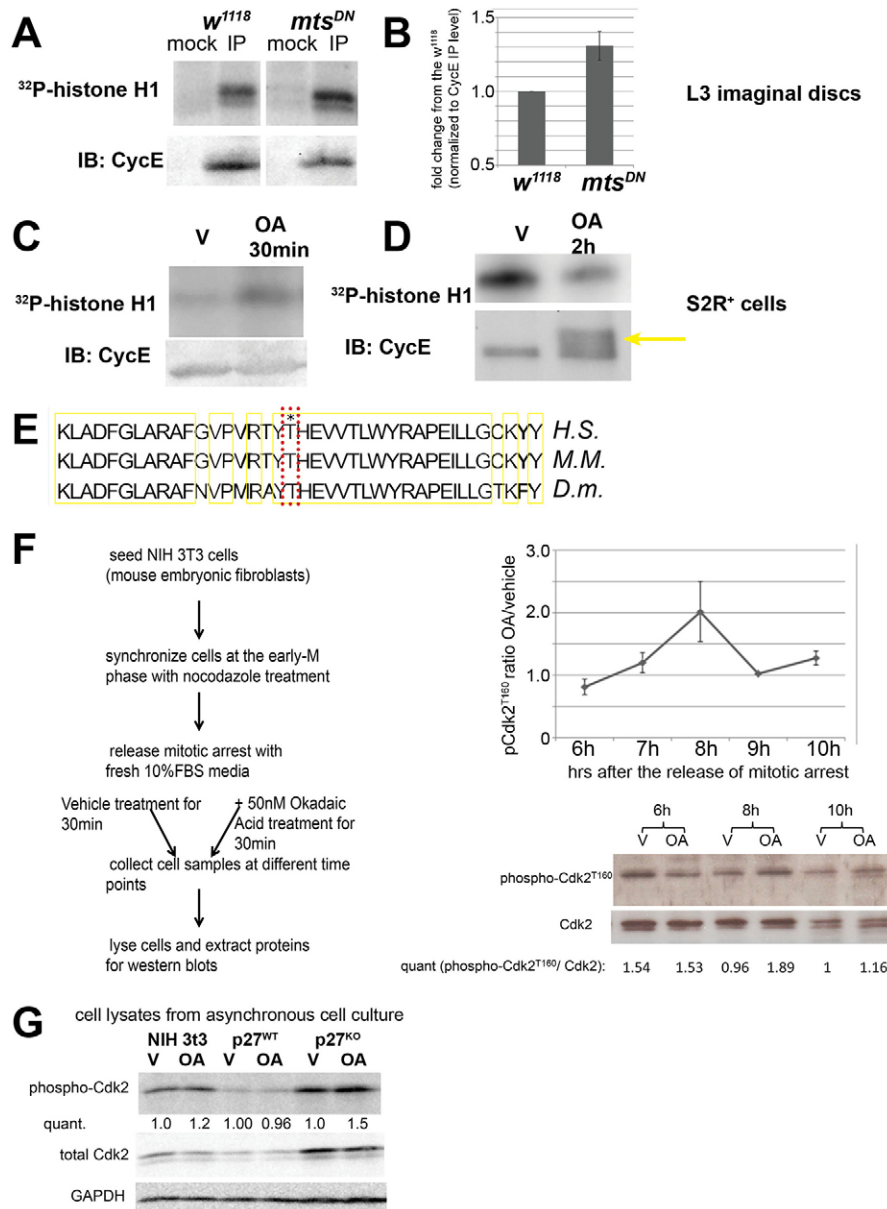 A
w1118 mtsDN
mock IP mock IP
32P-histone H1
IB: CycE
B
fold change from the w1118
(normalized to CycE IP level)
1.5
1.0
0.5
w1118 mtsDN
L3 imaginal discs
C
V OA
30min
32P-histone H1
IB: CycE
D
V OA
2h
32P-histone H1
IB: CycE
S2R+ cells
E
*
KLADFGLARAFGVPVRTYTHEVVTLWYRAPEILLGCKYY H.S.
KLADFGLARAFGVPVRTYTHEVVTLWYRAPEILLGCKYY M.M.
KLADFGLARAFNVPMRAYTHEVVTLWYRAPEILLGTKFY D.m.
F
seed NIH 3T3 cells
(mouse embryonic fibroblasts)
synchronize cells at the early-M
phase with nocodazole treatment
release mitotic arrest with
fresh 10%FBS media
Vehicle treatment for
30min
+ 50nM Okadaic
Acid treatment for
30min
collect cell samples at different time
points
lyse cells and extract proteins
for western blots
pCdk2T160 ratio OA/vehicle
3.0
2.0
1.0
0
6h 7h 8h 9h 10h
hrs after the release of mitotic arrest
6h 8h 10h
V OA V OA V OA
phospho-Cdk2T160
Cdk2
quant (phospho-Cdk2T160/ Cdk2): 1.54 1.53 0.96 1.89 1 1.16
G
cell lysates from asynchronous cell culture
NIH 3t3 p27WT p27KO
V OA V OA V OA
phospho-Cdk2
quant. 1.0 1.2 1.00 0.96 1.0 1.5
total Cdk2
GAPDH